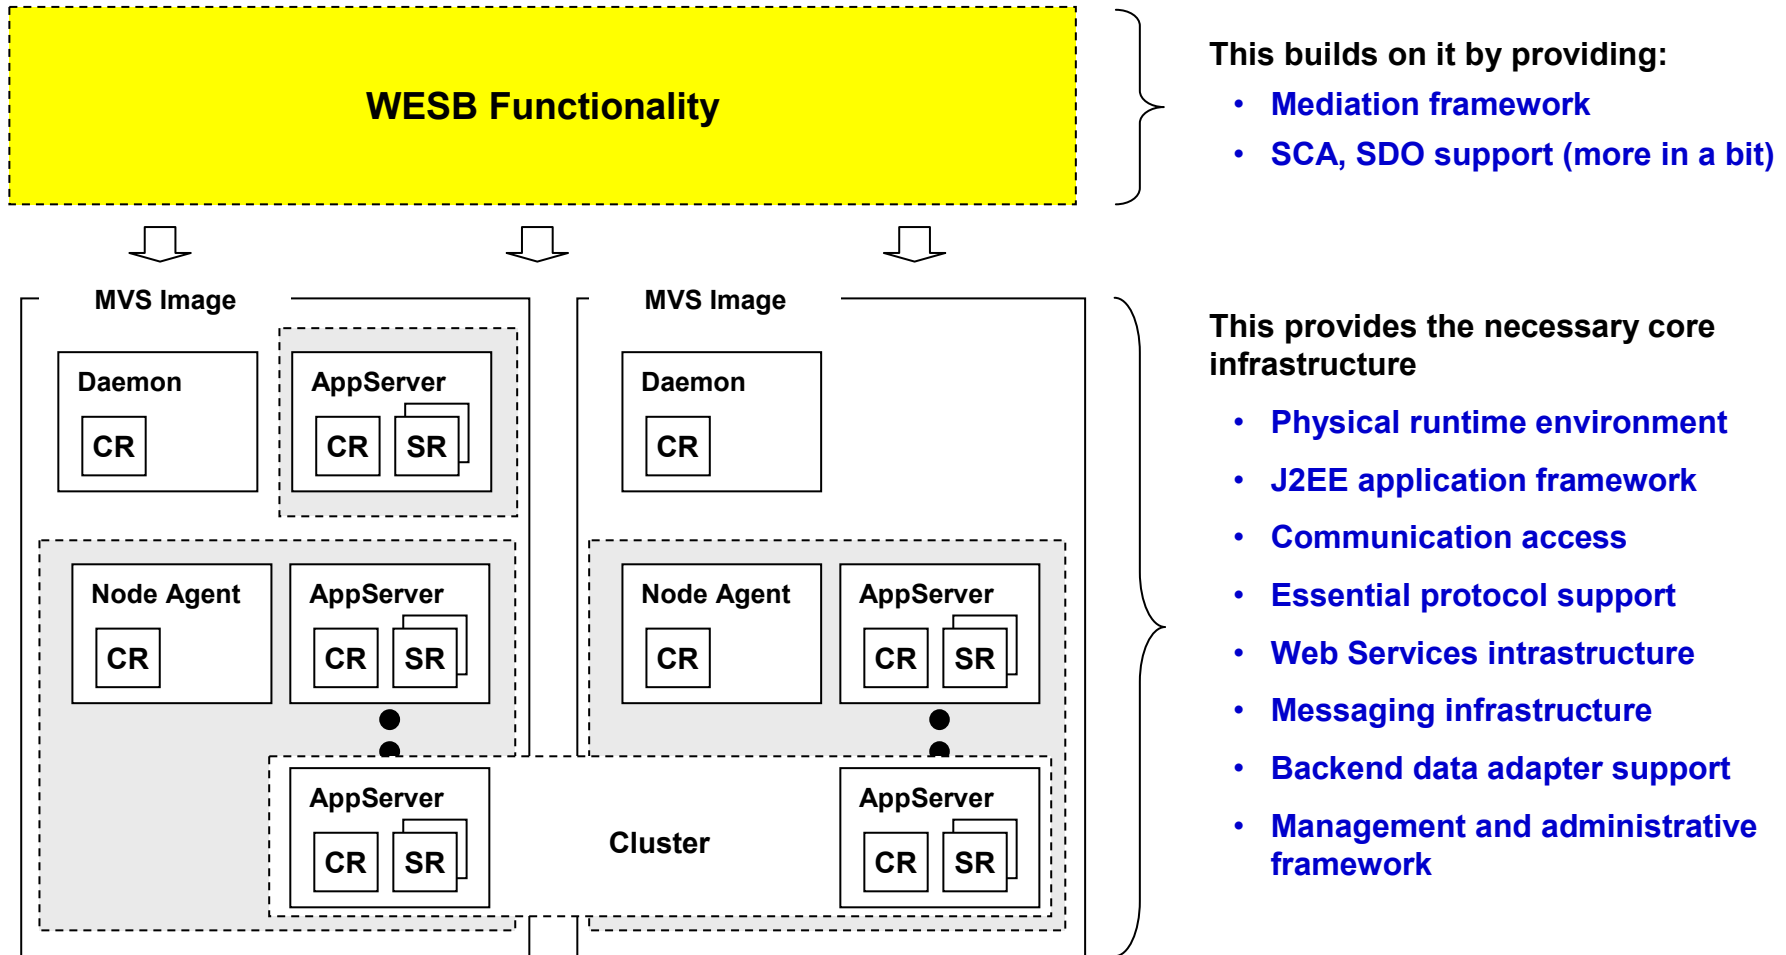 WESB Functionality
This builds on it by providing:
• Mediation framework
• SCA, SDO support (more in a bit)
MVS Image
Daemon
CR
AppServer
CR SR
Node Agent
CR
AppServer
CR SR
AppServer
CR SR
MVS Image
Daemon
CR
Node Agent
CR
AppServer
CR SR
AppServer
CR SR
Cluster
This provides the necessary core
infrastructure
• Physical runtime environment
• J2EE application framework
• Communication access
• Essential protocol support
• Web Services intrastructure
• Messaging infrastructure
• Backend data adapter support
• Management and administrative
framework